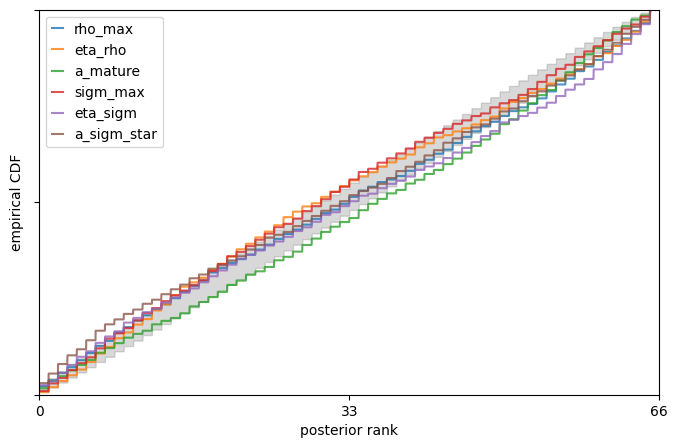 rho_max
eta_rho
a_mature
sigm_max
eta_sigm
a_sigm_star
empirical CDF
0
33
66
posterior rank